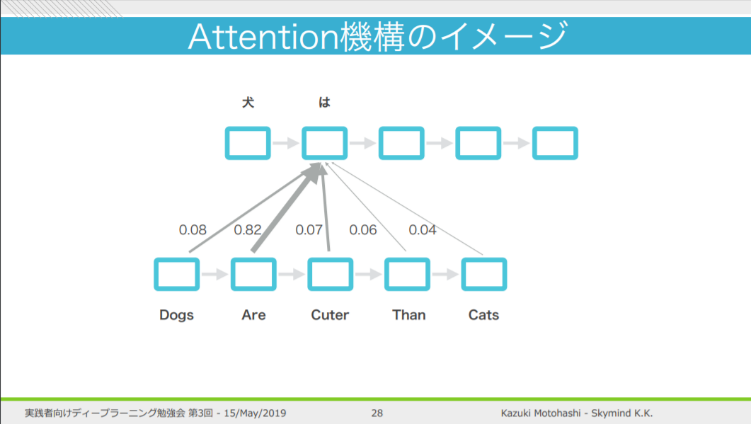 Attention機構のイメージ
犬 は
0.08 0.82 0.07 0.06 0.04
Dogs Are Cuter Than Cats
実践者向けディープラーニング勉強会 第3回 - 15/May/2019 28 Kazuki Motohashi - Skymind K.K.